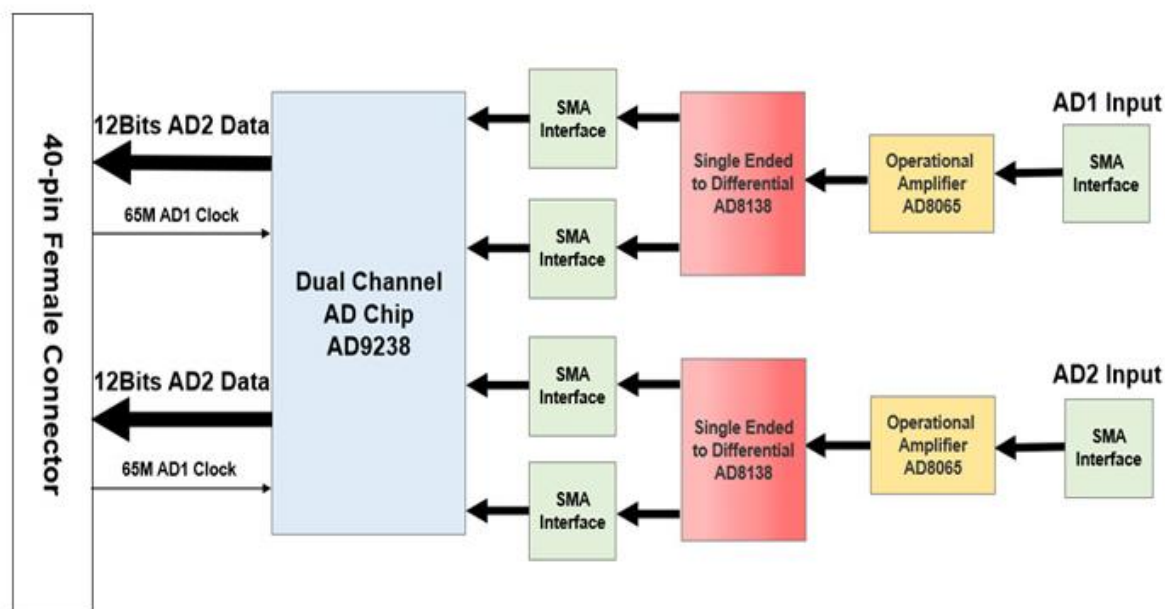 40-pin Female Connector
12Bits AD2 Data
65M AD1 Clock
12Bits AD2 Data
65M AD1 Clock
Dual Channel
AD Chip
AD9238
SMA
Interface
SMA
Interface
SMA
Interface
SMA
Interface
Single Ended
to Differential
AD8138
Single Ended
to Differential
AD8138
Operational
Amplifier
AD8065
Operational
Amplifier
AD8065
AD1 Input
SMA
Interface
AD2 Input
SMA
Interface